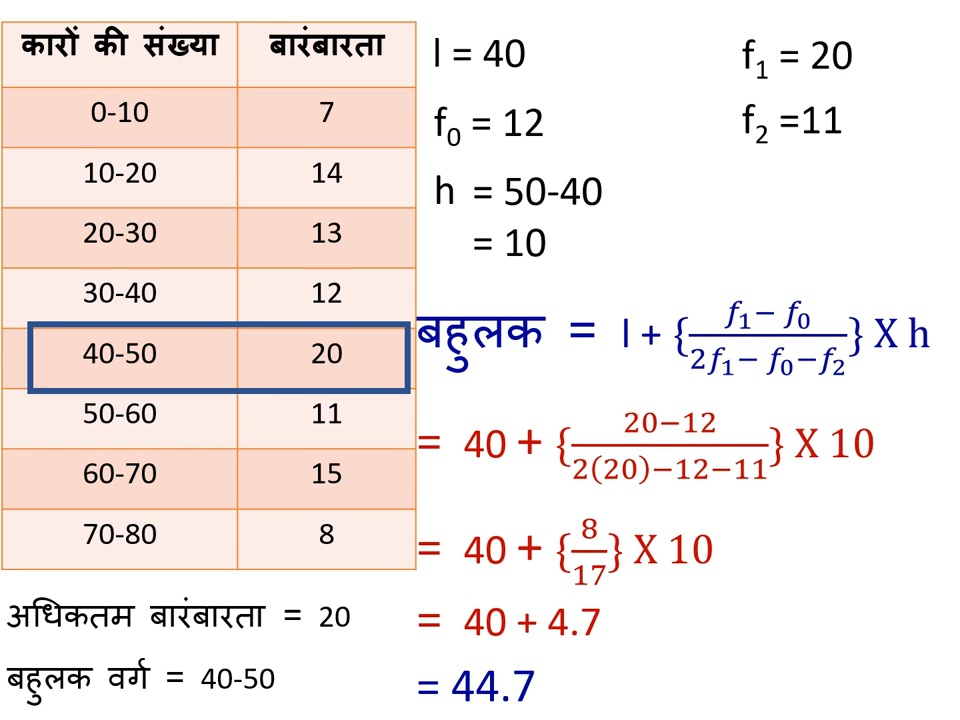 कारों की संख्या बारंबारता
0-10 7
10-20 14
20-30 13
30-40 12
40-50 20
50-60 11
60-70 15
70-80 8
अधिकतम बारंबारता = 20
बहुलक वर्ग = 40-50
l = 40 f₁ = 20
f₀ = 12 f₂ =11
h = 50-40
= 10
बहुलक = l + {(f₁− f₀)/(2f₁− f₀−f₂)} X h
= 40 + {(20−12)/(2(20)−12−11)} X 10
= 40 + {8/17} X 10
= 40 + 4.7
= 44.7